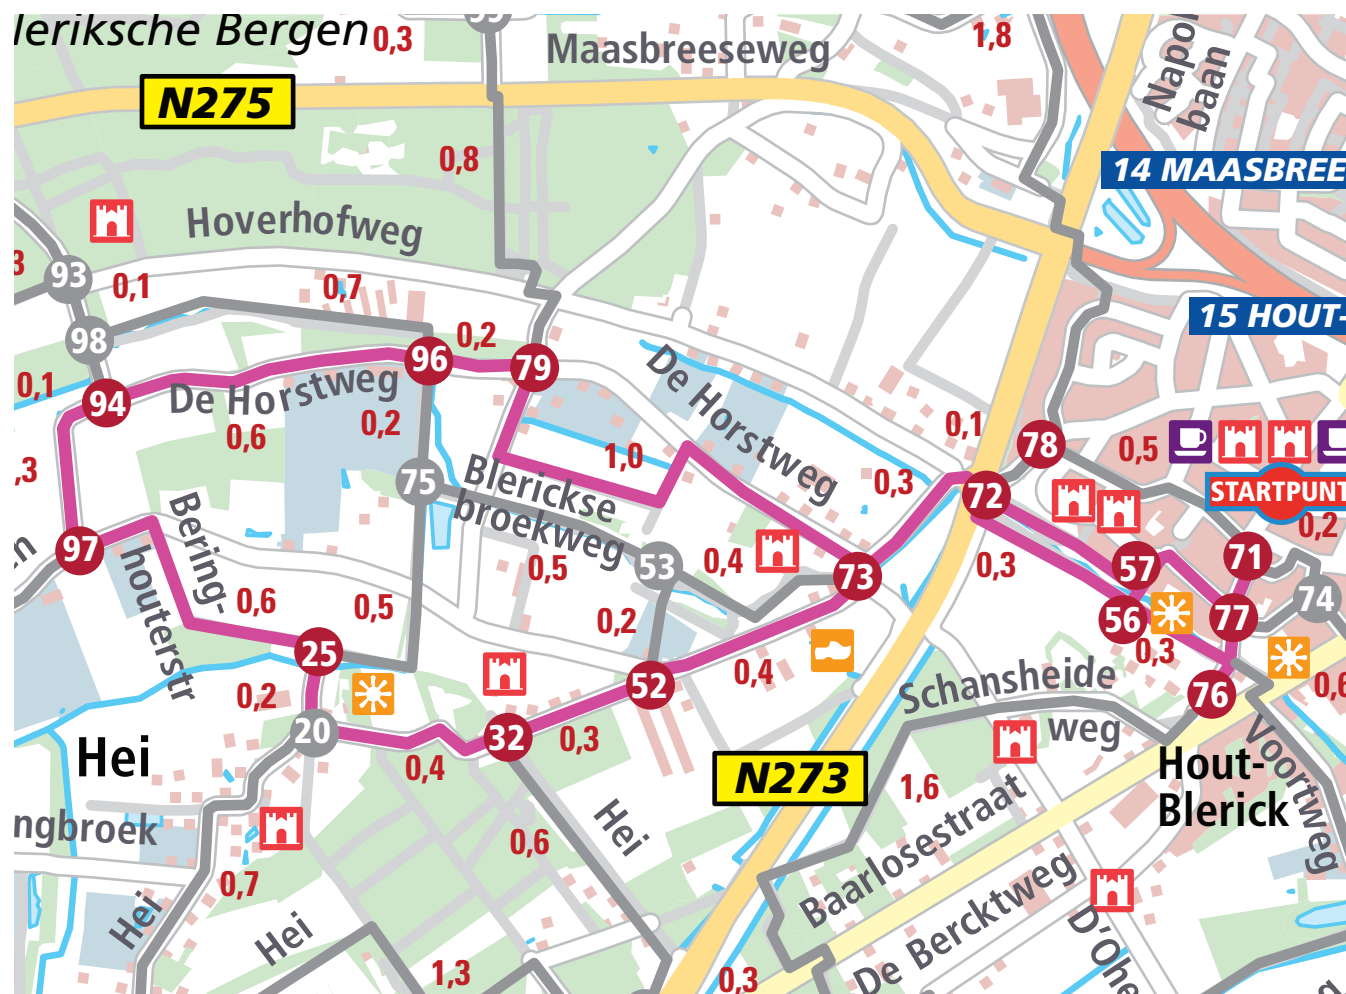 leriksche Bergen
0,3
Maasbreeseweg
1,8
Napol
baan
N275
0,8
14 MAASBREE
Hoverhofweg
93
0,1
0,7
3
15 HOUT-
98
0,2
96
79
0,1
94
De Horstweg
0,6
0,2
De Horstweg
1,0
0,3
0,1
78
0,5
STARTPUNT
0,2
,3
75
Blerickse
broekweg
72
97
Bering-
houterstr
0,6
0,5
0,5
53
0,4
73
0,3
57
71
56
77
74
0,2
25
0,3
0,2
52
0,4
Schansheide
weg
76
0,6
20
32
0,3
0,4
Hei
N273
1,6
Hout-
Blerick
Voortweg
ngbroek
0,6
Hei
Baarlosestraat
0,7
Hei
Hei
De Bercktweg
D'Ohe
1,3
0,3